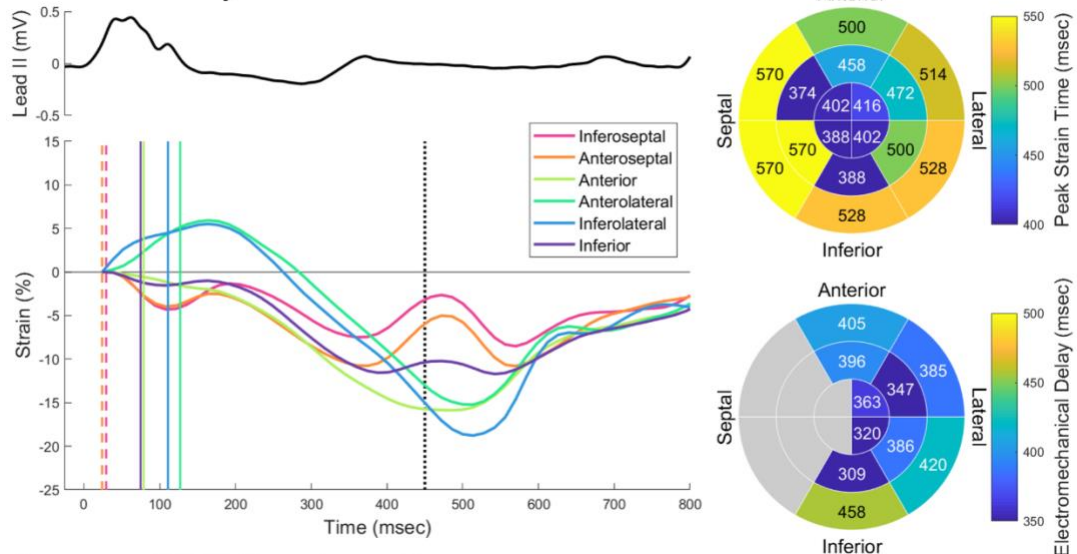 0.5
0
-0.5
Lead II (mV)
15
10
5
0
-5
-10
-15
-20
-25
Strain (%)
0
100
200
300
400
500
600
700
800
Time (msec)
Inferoseptal
Anteroseptal
Anterior
Anterolateral
Inferolateral
Inferior
500
570
458
514
374
472
402 416
388 402
570
570
500
528
388
528
Septal
Lateral
Inferior
550
500
450
400
Peak Strain Time (msec)
Anterior
405
396
385
347
363
320
386
420
309
458
Septal
Lateral
Inferior
500
450
400
350
Electromechanical Delay (msec)